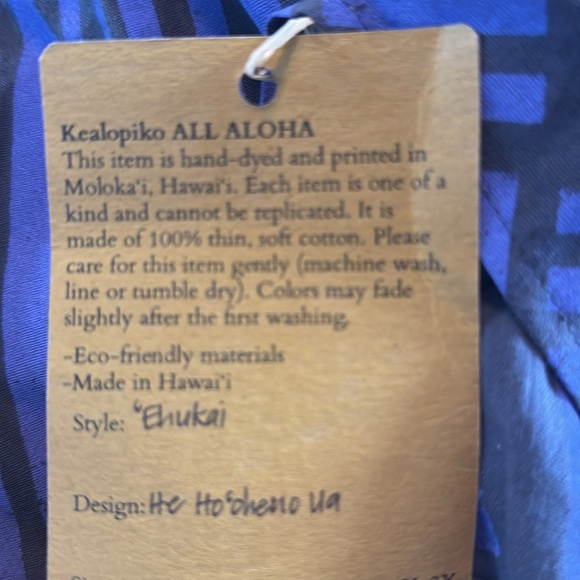 Kealopiko ALL ALOHA
This item is hand-dyed and printed in
Moloka'i, Hawai'i. Each item is one of a
kind and cannot be replicated. It is
made of 100% thin, soft cotton. Please
care for this item gently (machine wash,
line or tumble dry). Colors may fade
slightly after the first washing.
-Eco-friendly materials
-Made in Hawai'i
Style: 'Ehukai
Design: He Ho'oheno Ua